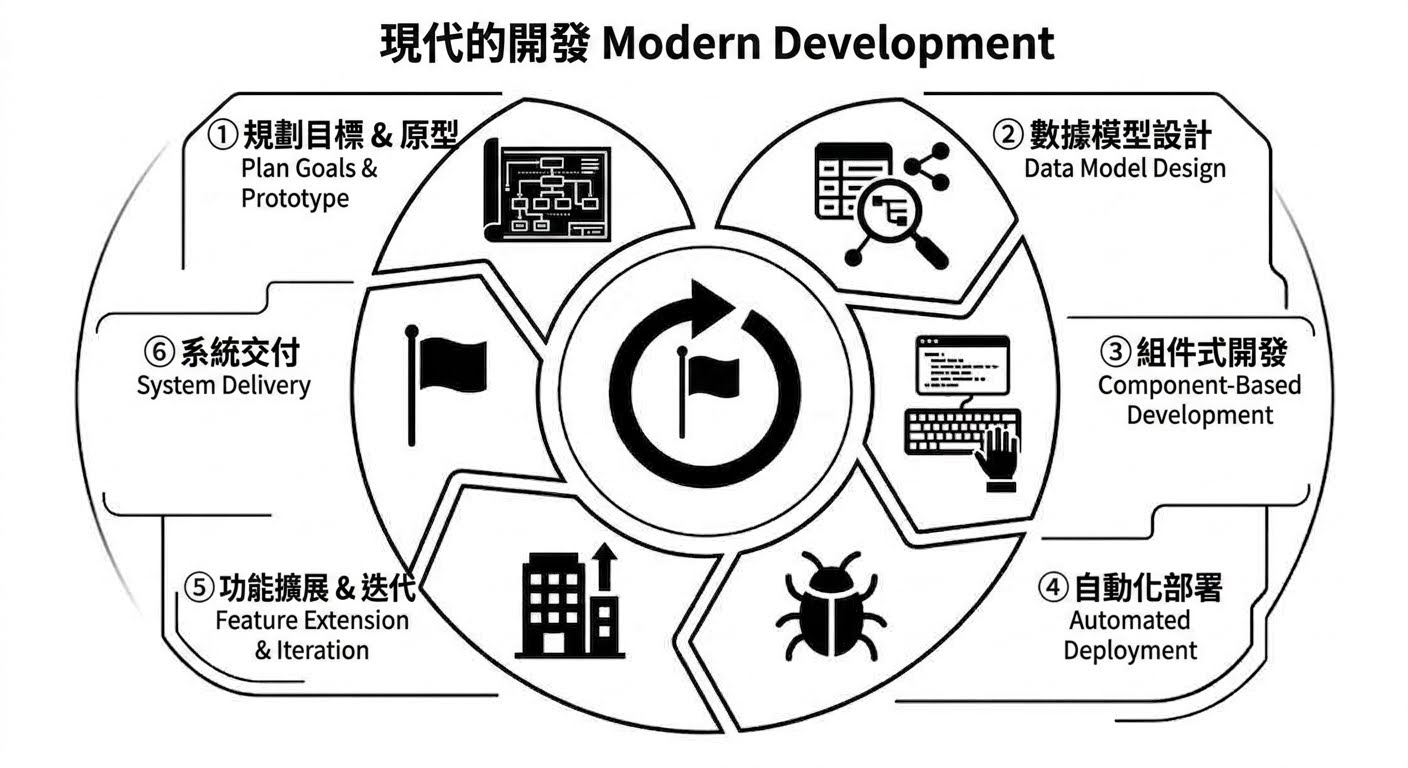 現代的開發 Modern Development
① 規劃目標 & 原型
Plan Goals &
Prototype
② 數據模型設計
Data Model Design
③ 組件式開發
Component-Based
Development
④ 自動化部署
Automated
Deployment
⑤ 功能擴展 & 迭代
Feature Extension
& Iteration
⑥ 系統交付
System Delivery